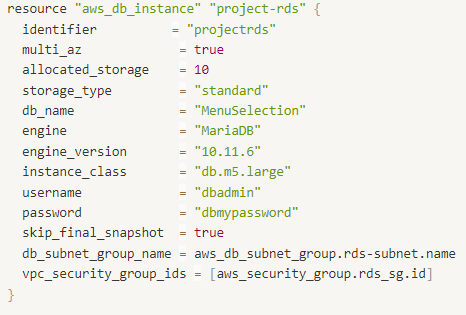 resource "aws_db_instance" "project-rds" {
  identifier          = "projectrds"
  multi_az            = true
  allocated_storage   = 10
  storage_type        = "standard"
  db_name             = "MenuSelection"
  engine              = "MariaDB"
  engine_version      = "10.11.6"
  instance_class      = "db.m5.large"
  username            = "dbadmin"
  password            = "dbmypassword"
  skip_final_snapshot  = true
  db_subnet_group_name = aws_db_subnet_group.rds-subnet.name
  vpc_security_group_ids = [aws_security_group.rds_sg.id]
}